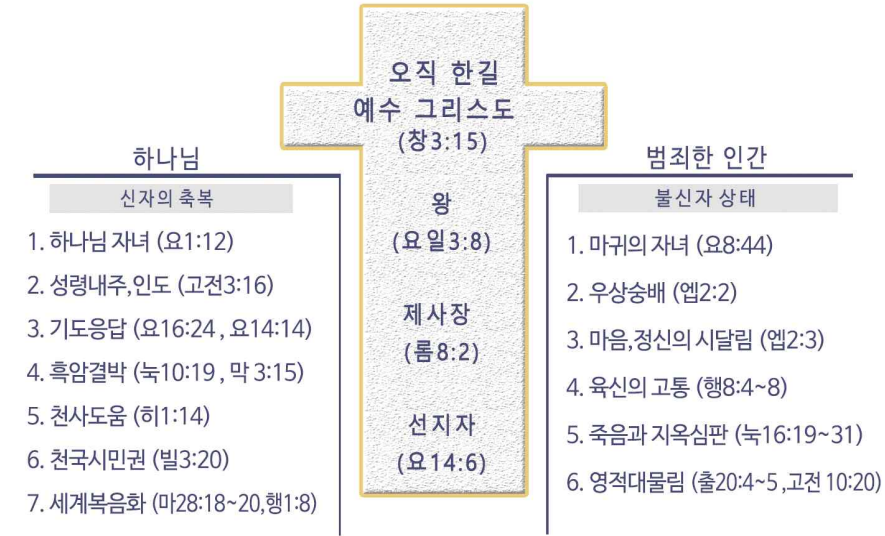 오직 한길
예수 그리스도
(창3:15)
왕
(요일3:8)
제사장
(롬8:2)
선지자
(요14:6)
하나님
신자의 축복
1. 하나님 자녀 (요1:12)
2. 성령내주,인도 (고전3:16)
3. 기도응답 (요16:24 , 요14:14)
4. 흑암결박 (눅10:19 , 막 3:15)
5. 천사도움 (히1:14)
6. 천국시민권 (빌3:20)
7. 세계복음화 (마28:18~20,행1:8)
범죄한 인간
불신자 상태
1. 마귀의 자녀 (요8:44)
2. 우상숭배 (엡2:2)
3. 마음,정신의 시달림 (엡2:3)
4. 육신의 고통 (행8:4~8)
5. 죽음과 지옥심판 (눅16:19~31)
6. 영적대물림 (출20:4~5 ,고전 10:20)